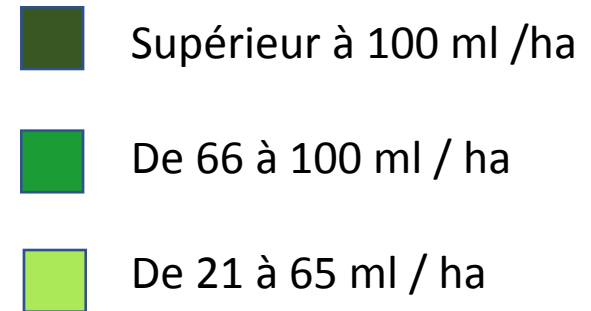 Supérieur à 100 ml /ha
De 66 à 100 ml / ha
De 21 à 65 ml / ha